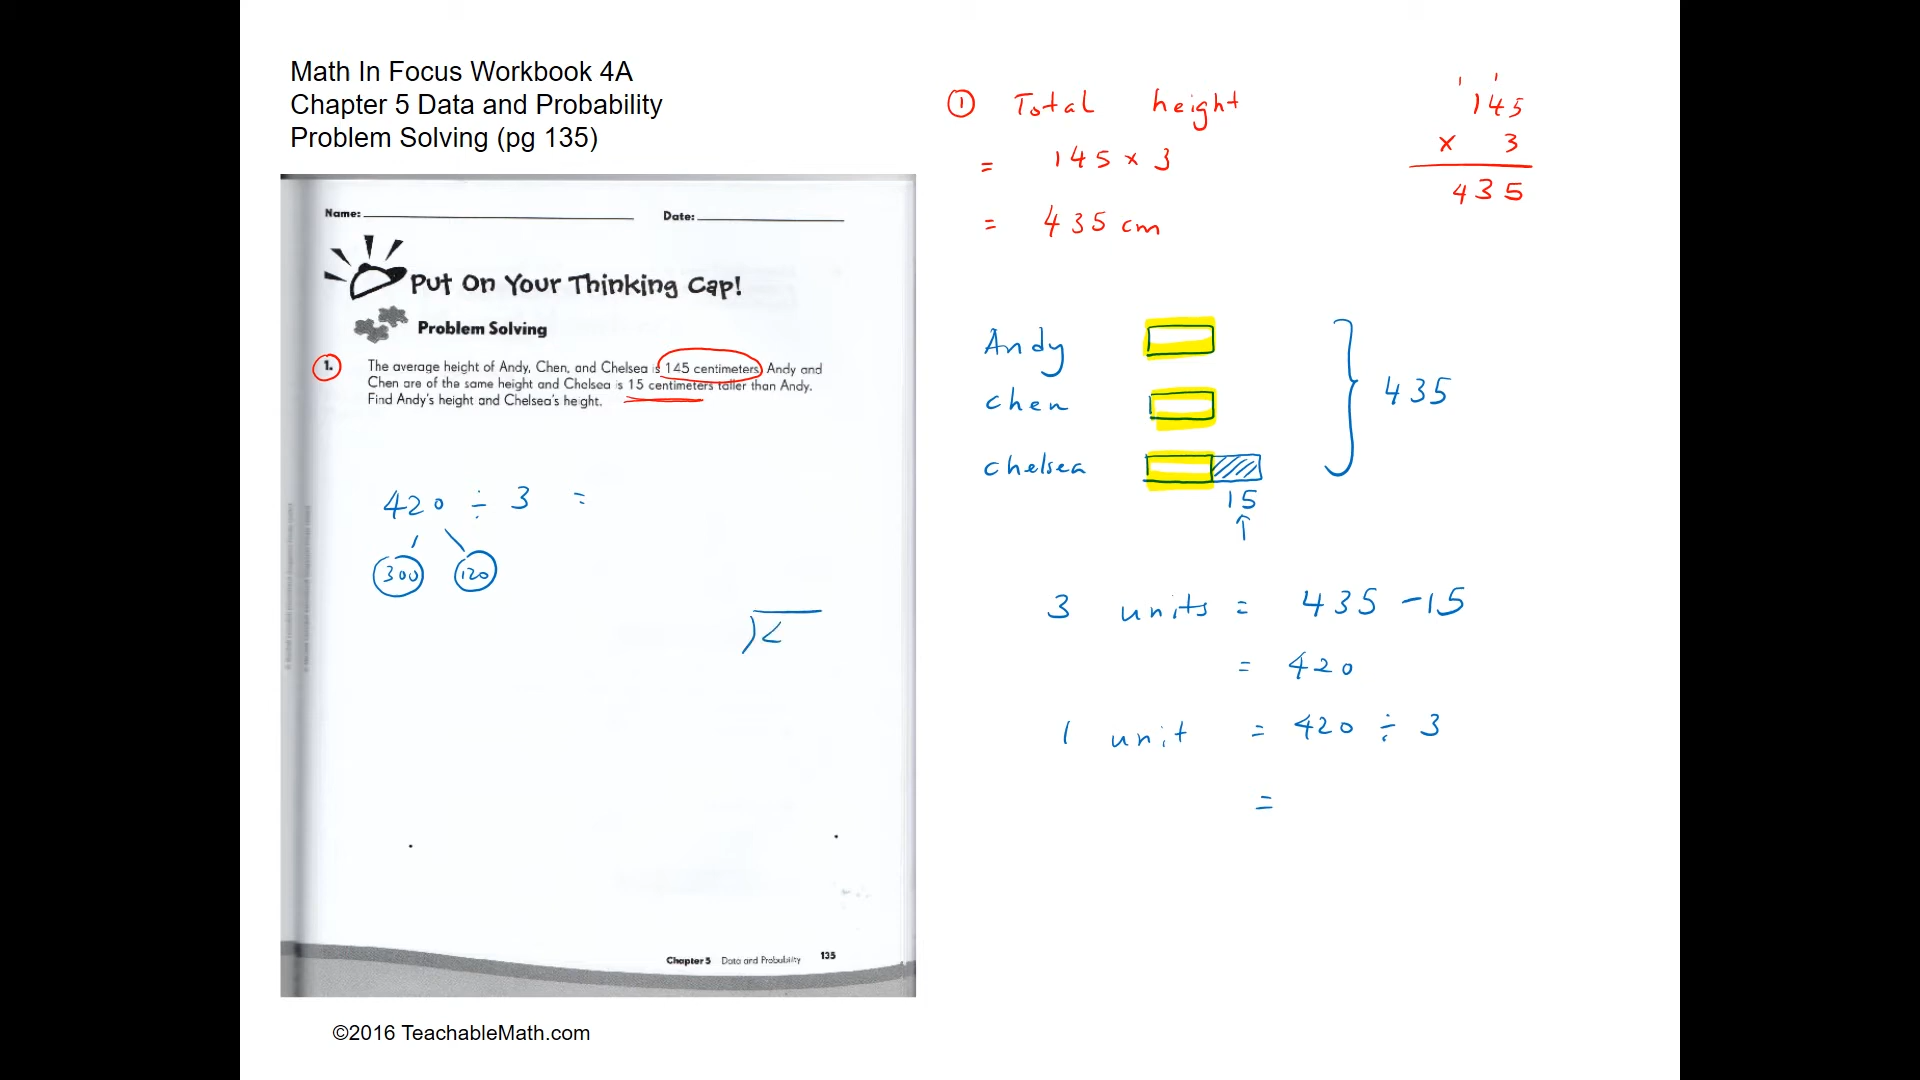 Math In Focus Workbook 4A
Chapter 5 Data and Probability
Problem Solving (pg 135)
Name:
Date:
Put On Your Thinking Cap!
Problem Solving
1. The average height of Andy, Chen, and Chelsea is 145 centimeters. Andy and
Chen are of the same height and Chelsea is 15 centimeters taller than Andy.
Find Andy's height and Chelsea's height.
420 ÷ 3 =
300 120
Chapter 5 Data and Probability 135
©2016 TeachableMath.com
① Total height
= 145 × 3
= 435 cm
145
× 3
435
Andy
Chen
Chelsea
435
15
3 units = 435 - 15
= 420
1 unit = 420 ÷ 3
=